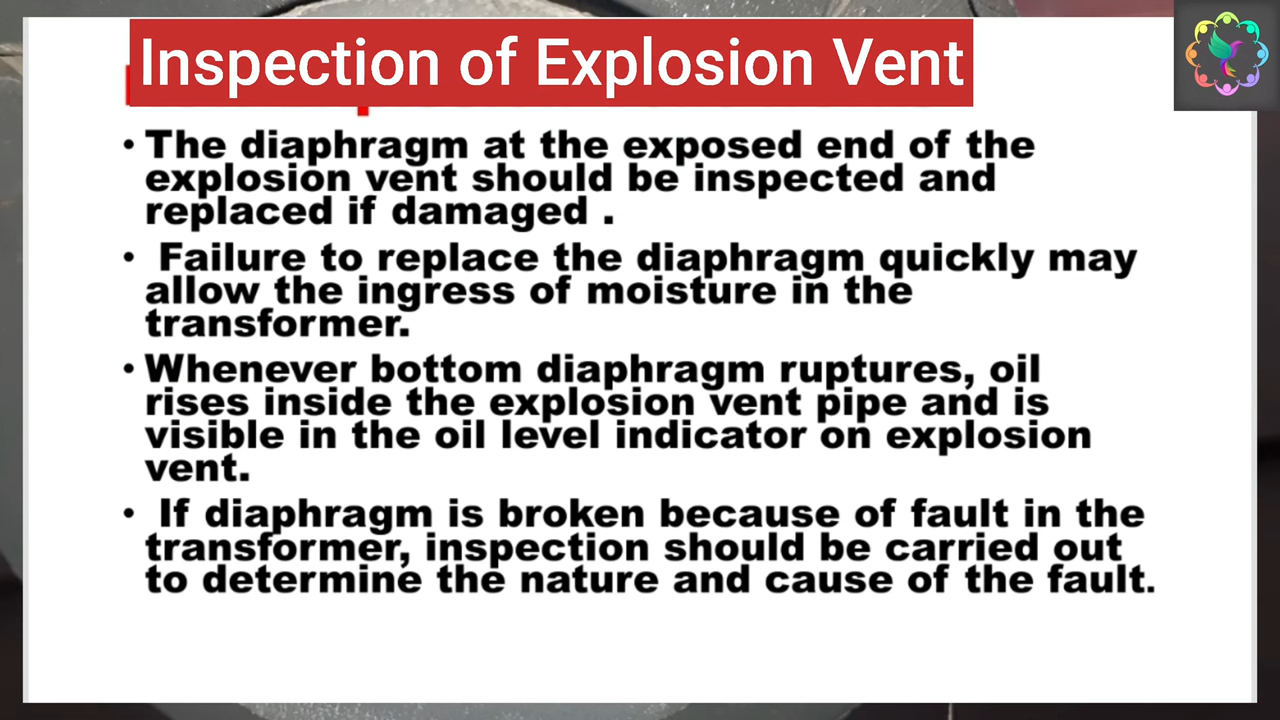 Inspection of Explosion Vent
• The diaphragm at the exposed end of the
explosion vent should be inspected and
replaced if damaged .
• Failure to replace the diaphragm quickly may
allow the ingress of moisture in the
transformer.
• Whenever bottom diaphragm ruptures, oil
rises inside the explosion vent pipe and is
visible in the oil level indicator on explosion
vent.
• If diaphragm is broken because of fault in the
transformer, inspection should be carried out
to determine the nature and cause of the fault.